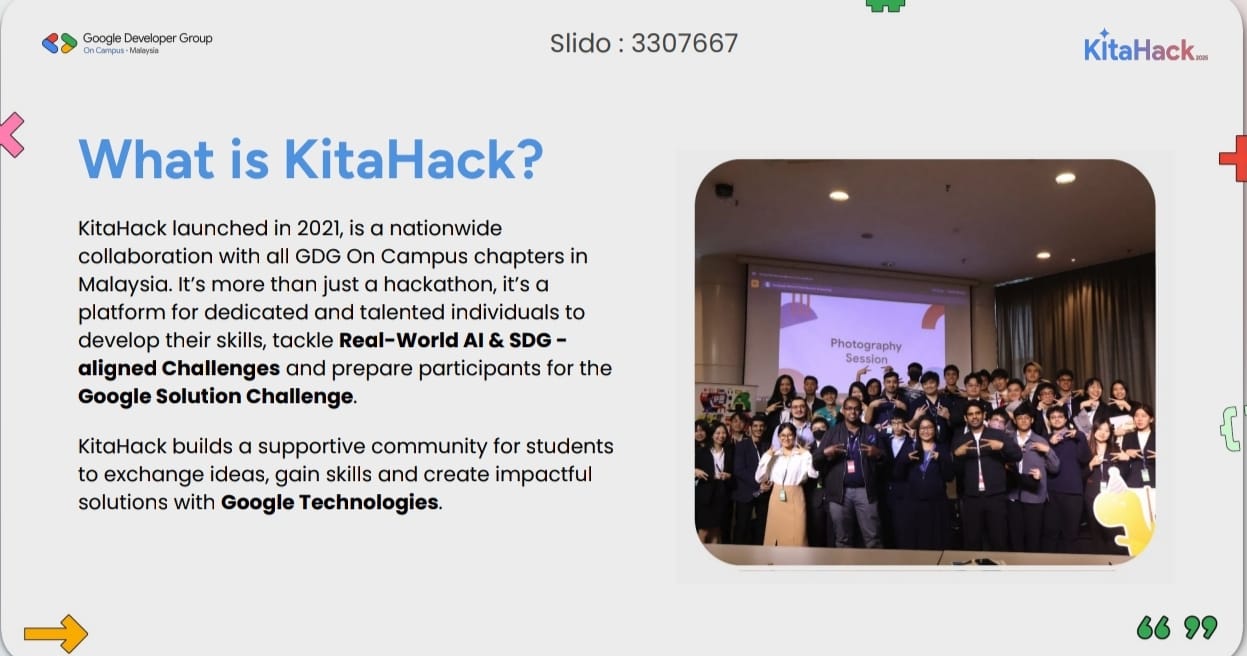 Google Developer Group
On Campus • Malaysia
Slido : 3307667
KitaHack 2025
What is KitaHack?
KitaHack launched in 2021, is a nationwide
collaboration with all GDG On Campus chapters in
Malaysia. It’s more than just a hackathon, it’s a
platform for dedicated and talented individuals to
develop their skills, tackle Real-World AI & SDG -
aligned Challenges and prepare participants for the
Google Solution Challenge.
KitaHack builds a supportive community for students
to exchange ideas, gain skills and create impactful
solutions with Google Technologies.
Photography
Session